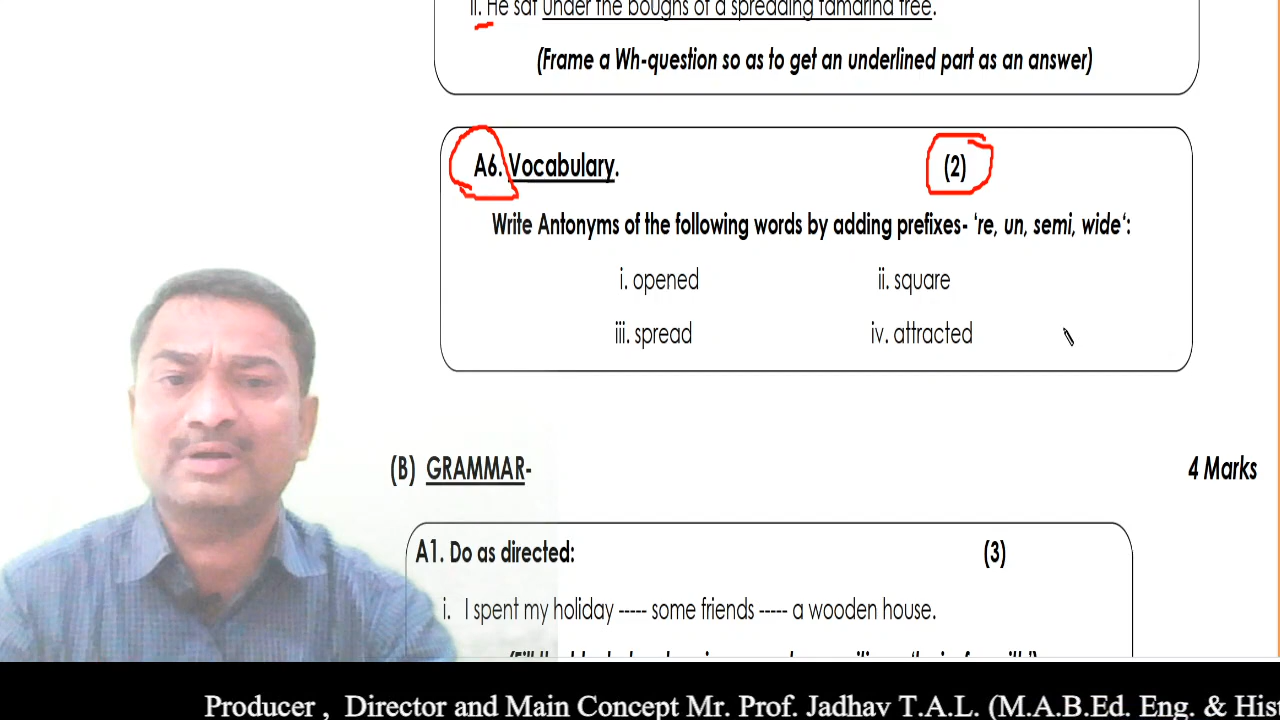 ii. He sat under the boughs of a spreading tamarind tree.
(Frame a Wh-question so as to get an underlined part as an answer)
A6. Vocabulary. (2)
Write Antonyms of the following words by adding prefixes- ‘re, un, semi, wide‘:
i. opened ii. square
iii. spread iv. attracted
(B) GRAMMAR- 4 Marks
A1. Do as directed: (3)
i. I spent my holiday ----- some friends ----- a wooden house.
Producer , Director and Main Concept Mr. Prof. Jadhav T.A.L. (M.A.B.Ed. Eng. & His